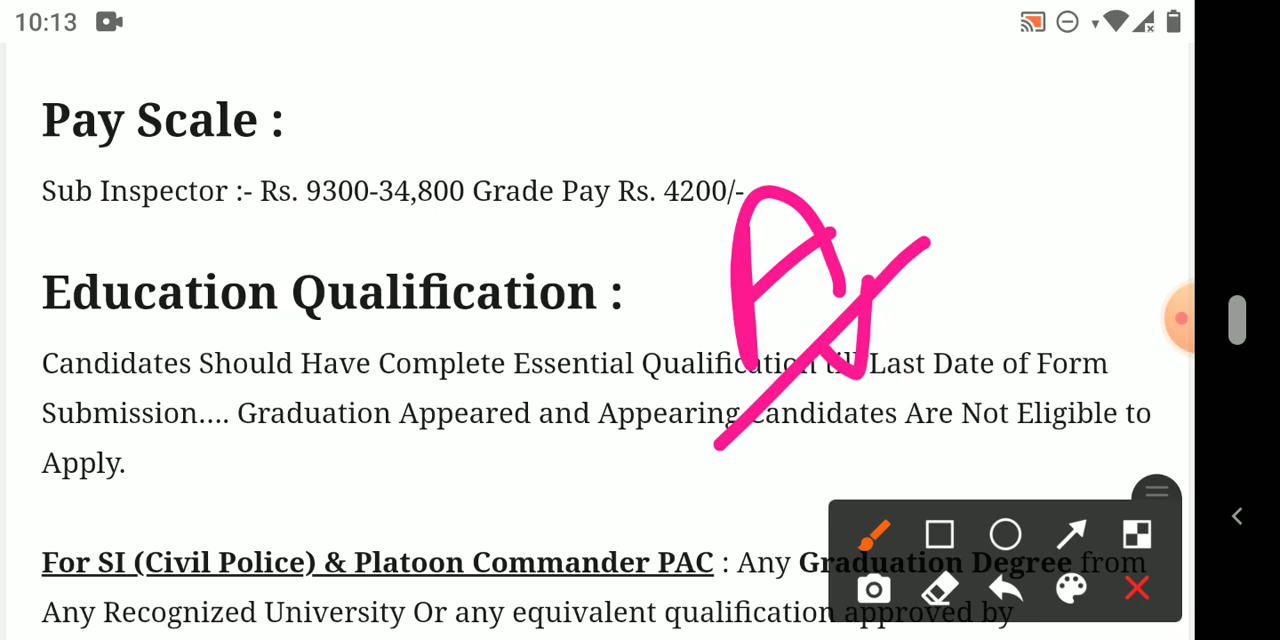 10:13
Pay Scale :
Sub Inspector :- Rs. 9300-34,800 Grade Pay Rs. 4200/-
Education Qualification :
Candidates Should Have Complete Essential Qualification till Last Date of Form
Submission.... Graduation Appeared and Appearing Candidates Are Not Eligible to
Apply.
For SI (Civil Police) & Platoon Commander PAC : Any Graduation Degree from
Any Recognized University Or any equivalent qualification approved by